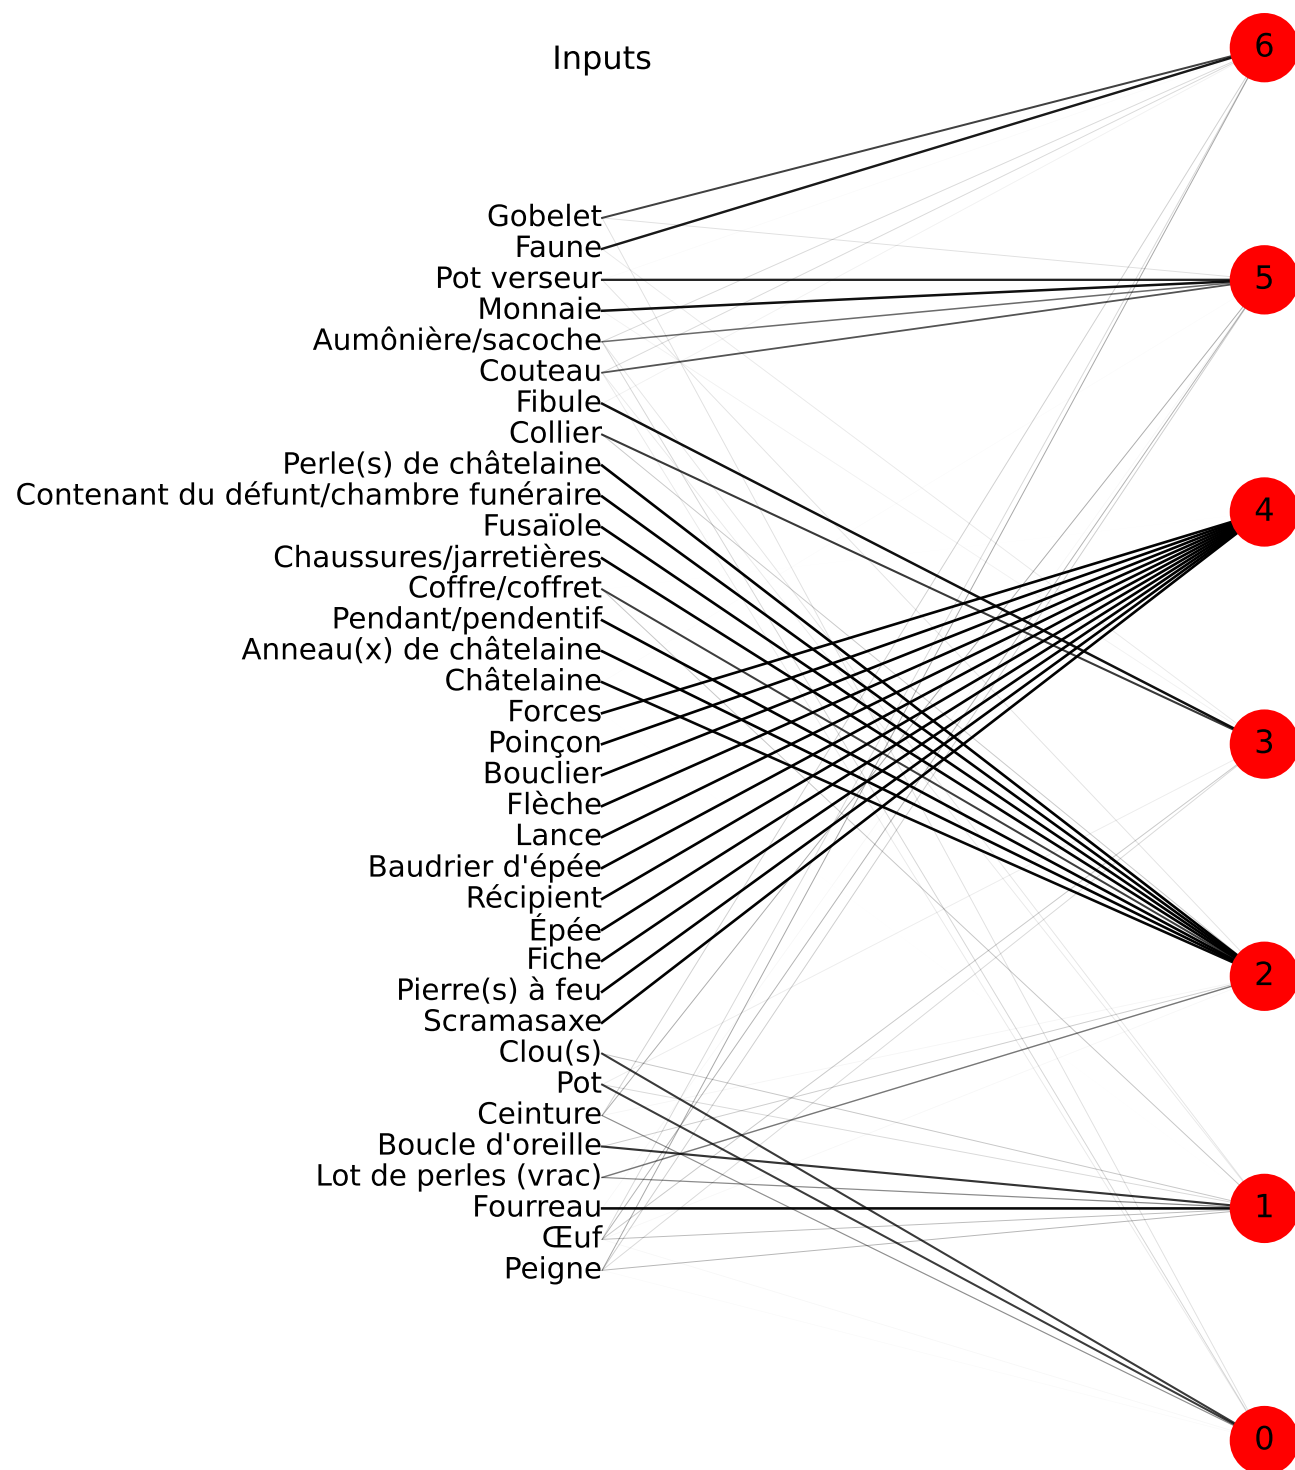 6
Inputs
Gobelet
Faune
Pot verseur
5
Monnaie
Aumônière/sacoche
Couteau
Fibule
Collier
Perle(s) de châtelaine
Contenant du défunt/chambre funéraire
4
Fusaïole
Chaussures/jarretières
Coffre/coffret
Pendant/pendentif
Anneau(x) de châtelaine
Châtelaine
Forces
Poinçon
3
Bouclier
Flèche
Lance
Baudrier d'épée
Récipient
Épée
Fiche
2
Pierre(s) à feu
Scramasaxe
Clou(s)
Pot
Ceinture
Boucle d'oreille
Lot de perles (vrac)
Fourreau
1
Œuf
Peigne
0